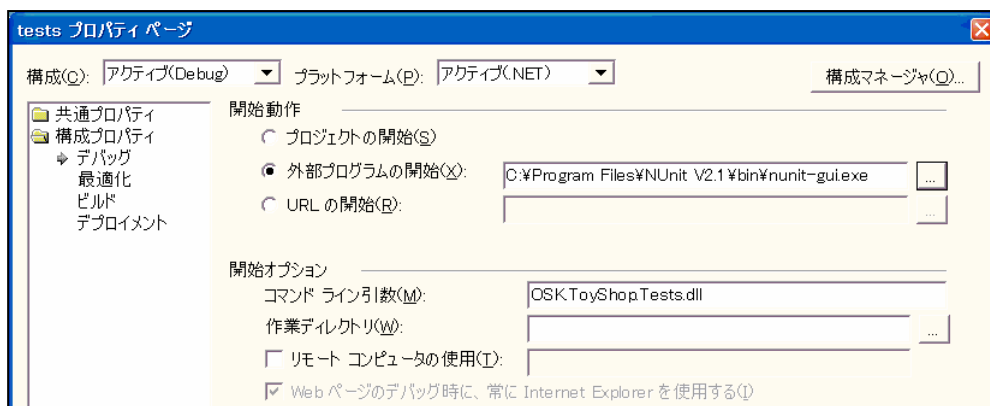 tests プロパティ ページ
構成(C): アクティブ(Debug) プラットフォーム(P): アクティブ(.NET) 構成マネージャ(O)...
共通プロパティ
構成プロパティ
デバッグ
最適化
ビルド
デプロイメント
開始動作
プロジェクトの開始(S)
外部プログラムの開始(X): C:¥Program Files¥NUnit V2.1¥bin¥nunit-gui.exe ...
URL の開始(R): ...
開始オプション
コマンド ライン引数(M): OSK.ToyShop.Tests.dll
作業ディレクトリ(W): ...
リモート コンピュータの使用(T):
Web ページのデバッグ時に、常に Internet Explorer を使用する(I)